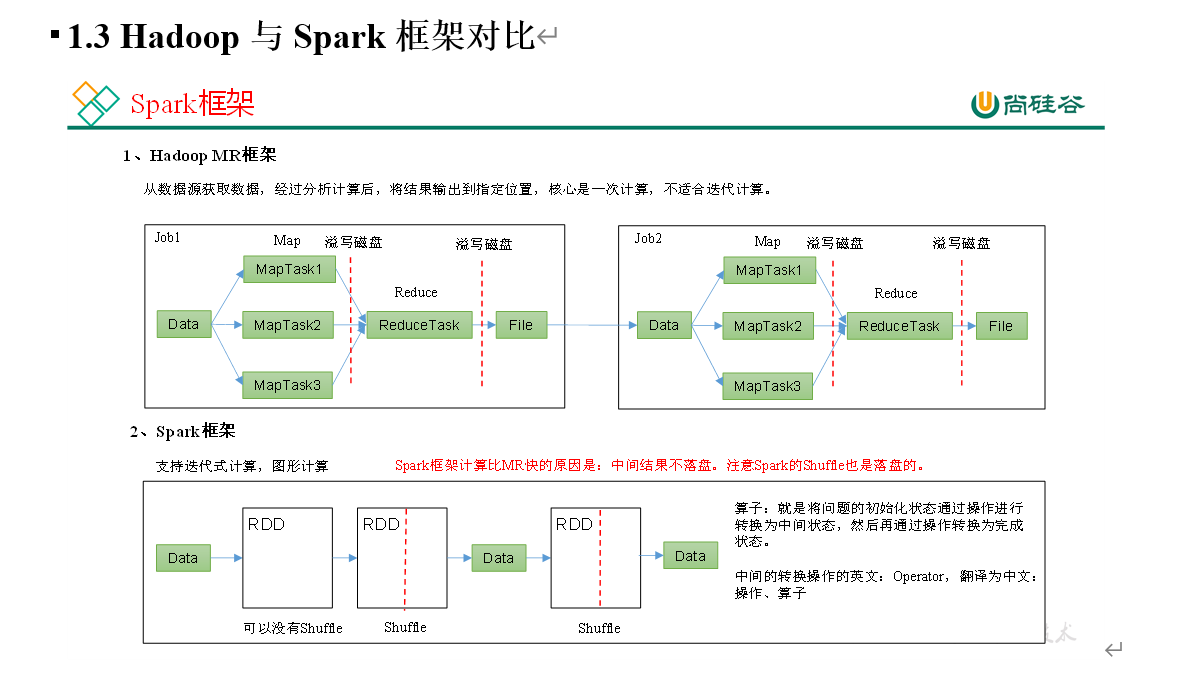 1.3 Hadoop 与 Spark 框架对比
Spark框架
尚硅谷
1、Hadoop MR框架
从数据源获取数据，经过分析计算后，将结果输出到指定位置，核心是一次计算，不适合迭代计算。
Job1
Map
溢写磁盘
溢写磁盘
MapTask1
Reduce
Data
MapTask2
ReduceTask
File
MapTask3
Job2
Map
溢写磁盘
溢写磁盘
MapTask1
Reduce
Data
MapTask2
ReduceTask
File
MapTask3
2、Spark框架
支持迭代式计算，图形计算
Spark框架计算比MR快的原因是：中间结果不落盘。注意Spark的Shuffle也是落盘的。
RDD
RDD
RDD
Data
Data
Data
可以没有Shuffle
Shuffle
Shuffle
算子：就是将问题的初始化状态通过操作进行
转换为中间状态，然后再通过操作转换为完成
状态。
中间的转换操作的英文：Operator，翻译为中文：
操作、算子
术